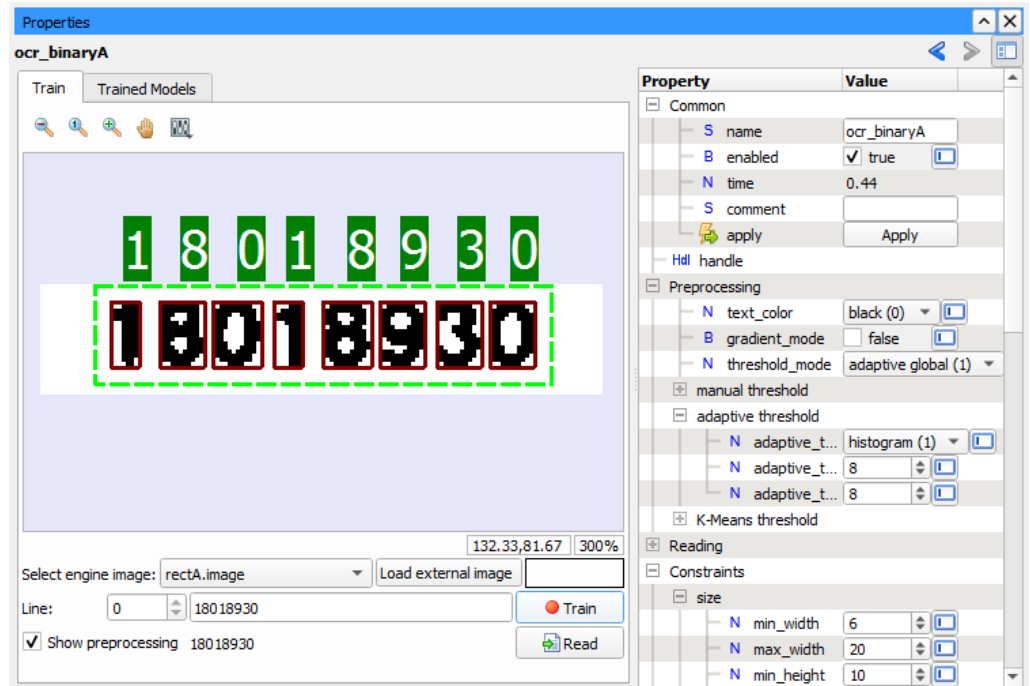 Properties
ocr_binaryA
Train Trained Models
1 8 0 1 8 9 3 0
18018930
132.33,81.67 300%
Select engine image: rectA.image Load external image
Line: 0 18018930 Train
Show preprocessing 18018930 Read
Property Value
Common
S name ocr_binaryA
B enabled true
N time 0.44
S comment
apply Apply
Hdl handle
Preprocessing
N text_color black (0)
B gradient_mode false
N threshold_mode adaptive global (1)
manual threshold
adaptive threshold
N adaptive_t... histogram (1)
N adaptive_t... 8
N adaptive_t... 8
K-Means threshold
Reading
Constraints
size
N min_width 6
N max_width 20
N min_height 10